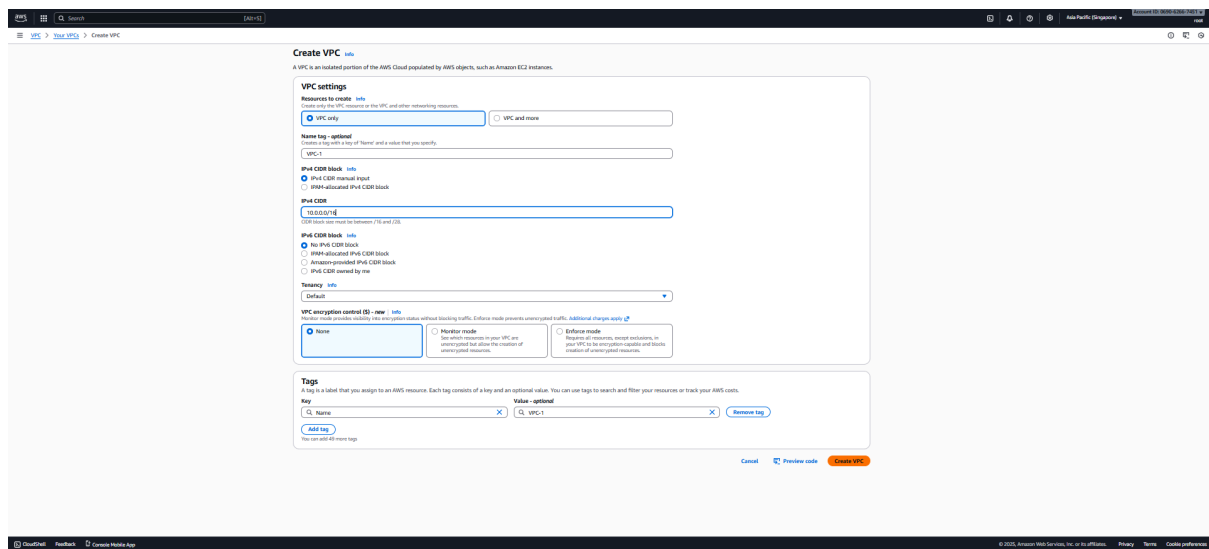 aws
Search
[Alt+S]
Asia Pacific (Singapore)
root
VPC > Your VPCs > Create VPC
Create VPC Info
A VPC is an isolated portion of the AWS Cloud populated by AWS objects, such as Amazon EC2 instances.
VPC settings
Resources to create Info
Create only the VPC resource or the VPC and other networking resources.
VPC only
VPC and more
Name tag - optional
Creates a tag with a key of 'Name' and a value that you specify.
VPC-1
IPv4 CIDR block Info
IPv4 CIDR manual input
IPAM-allocated IPv4 CIDR block
IPv4 CIDR
10.0.0.0/16
CIDR block size must be between /16 and /28.
IPv6 CIDR block Info
No IPv6 CIDR block
IPAM-allocated IPv6 CIDR block
Amazon-provided IPv6 CIDR block
IPv6 CIDR owned by me
Tenancy Info
Default
VPC encryption control ($) - new | Info
Monitor mode provides visibility into encryption status without blocking traffic. Enforce mode prevents unencrypted traffic. Additional charges apply
None
Monitor mode
See which resources in your VPC are
unencrypted but allow the creation of
unencrypted resources.
Enforce mode
Requires all resources, except exclusions, in
your VPC to be encryption-capable and blocks
creation of unencrypted resources.
Tags
A tag is a label that you assign to an AWS resource. Each tag consists of a key and an optional value. You can use tags to search and filter your resources or track your AWS costs.
Key
Value - optional
Name
VPC-1
Remove tag
Add tag
You can add 49 more tags
Cancel
Preview code
Create VPC
CloudShell Feedback Console Mobile App
© 2025, Amazon Web Services, Inc. or its affiliates. Privacy Terms Cookie preferences